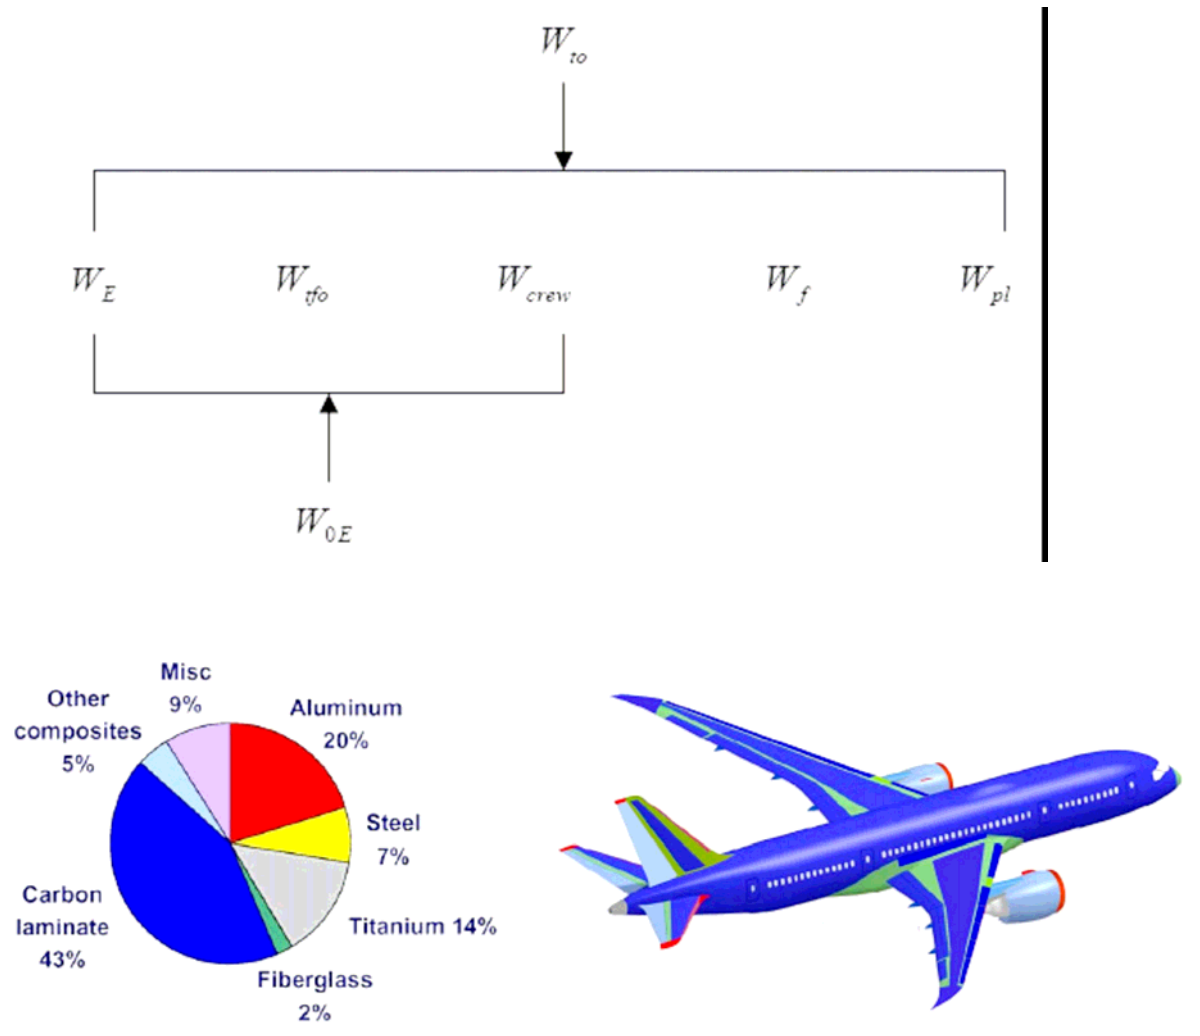 W_to
W_E W_tfo W_crew W_f W_pl
W_0E
Misc
9%
Other
composites
5%
Aluminum
20%
Steel
7%
Carbon
laminate
43%
Titanium 14%
Fiberglass
2%